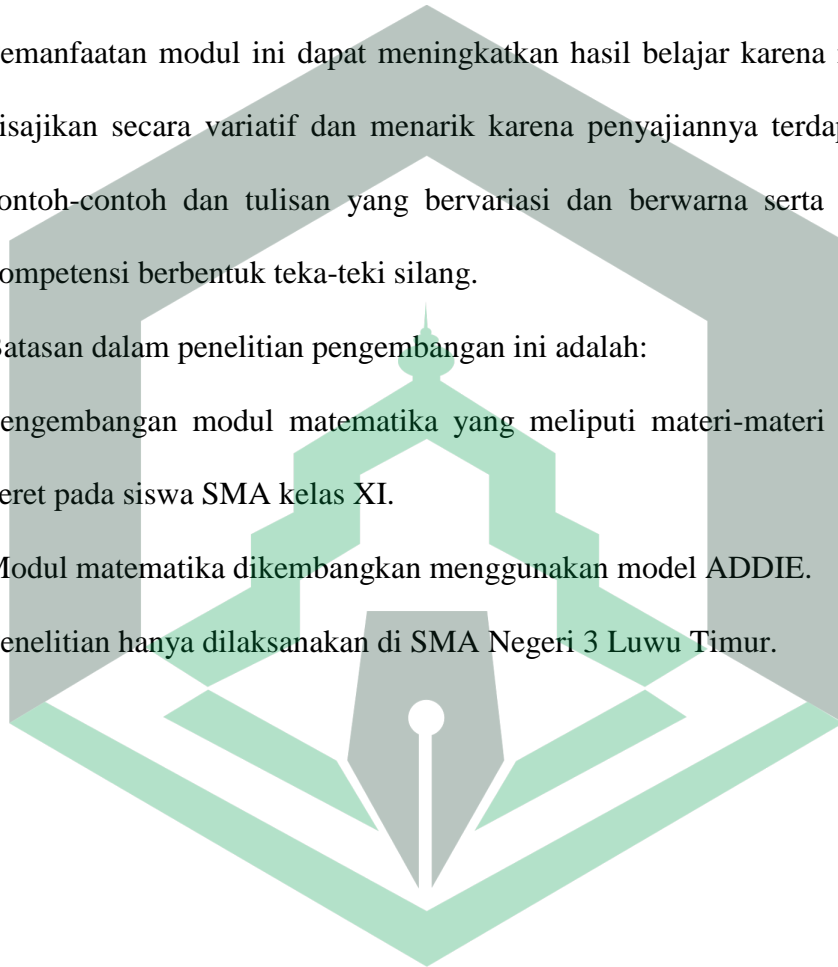 emanfaatan modul ini dapat meningkatkan hasil belajar karena
isajikan secara variatif dan menarik karena penyajiannya terdap
ontoh-contoh dan tulisan yang bervariasi dan berwarna serta
ompetensi berbentuk teka-teki silang.
Batasan dalam penelitian pengembangan ini adalah:
engembangan modul matematika yang meliputi materi-materi
eret pada siswa SMA kelas XI.
Modul matematika dikembangkan menggunakan model ADDIE.
enelitian hanya dilaksanakan di SMA Negeri 3 Luwu Timur.